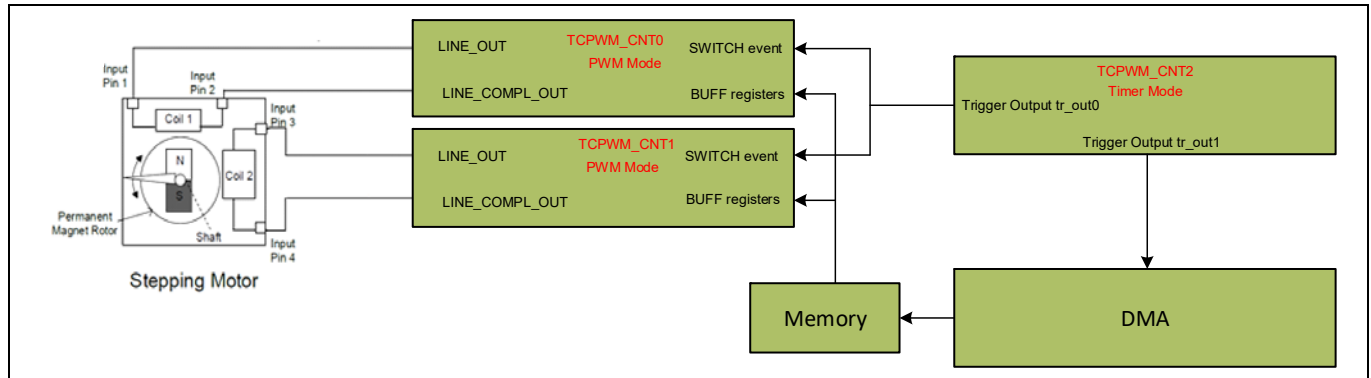 LINE_OUT
TCPWM_CNT0
PWM Mode
SWITCH event
LINE_COMPL_OUT
BUFF registers
TCPWM_CNT2
Timer Mode
Trigger Output tr_out0
Trigger Output tr_out1
Input
Pin 1
Input
Pin 2
Input
Pin 3
Coil 1
Coil 2
N
S
Permanent
Magnet Rotor
Shaft
Input
Pin 4
Stepping Motor
LINE_OUT
TCPWM_CNT1
PWM Mode
SWITCH event
LINE_COMPL_OUT
BUFF registers
Memory
DMA